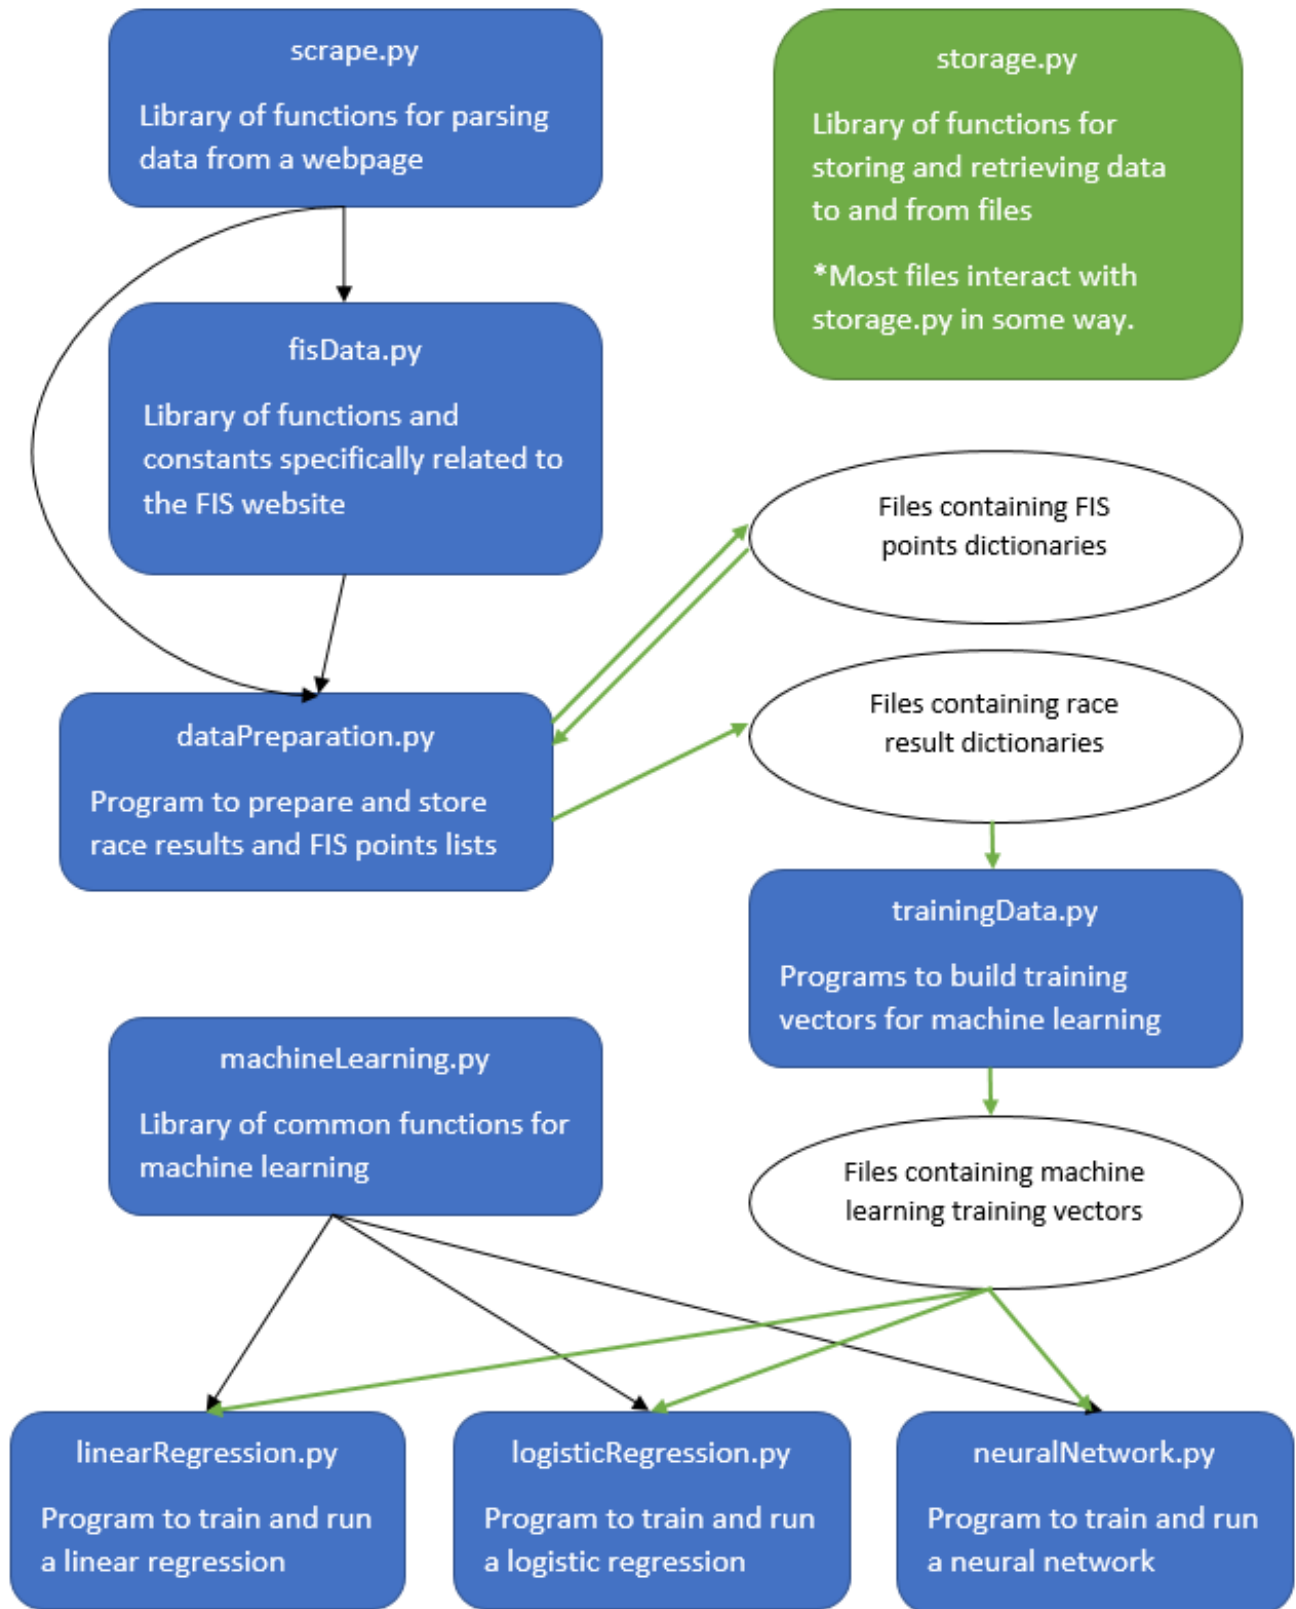 scrape.py
Library of functions for parsing
data from a webpage
storage.py
Library of functions for
storing and retrieving data
to and from files
*Most files interact with
storage.py in some way.
fisData.py
Library of functions and
constants specifically related to
the FIS website
Files containing FIS
points dictionaries
Files containing race
result dictionaries
dataPreparation.py
Program to prepare and store
race results and FIS points lists
trainingData.py
Programs to build training
vectors for machine learning
machineLearning.py
Library of common functions for
machine learning
Files containing machine
learning training vectors
linearRegression.py
Program to train and run
a linear regression
logisticRegression.py
Program to train and run
a logistic regression
neuralNetwork.py
Program to train and run
a neural network